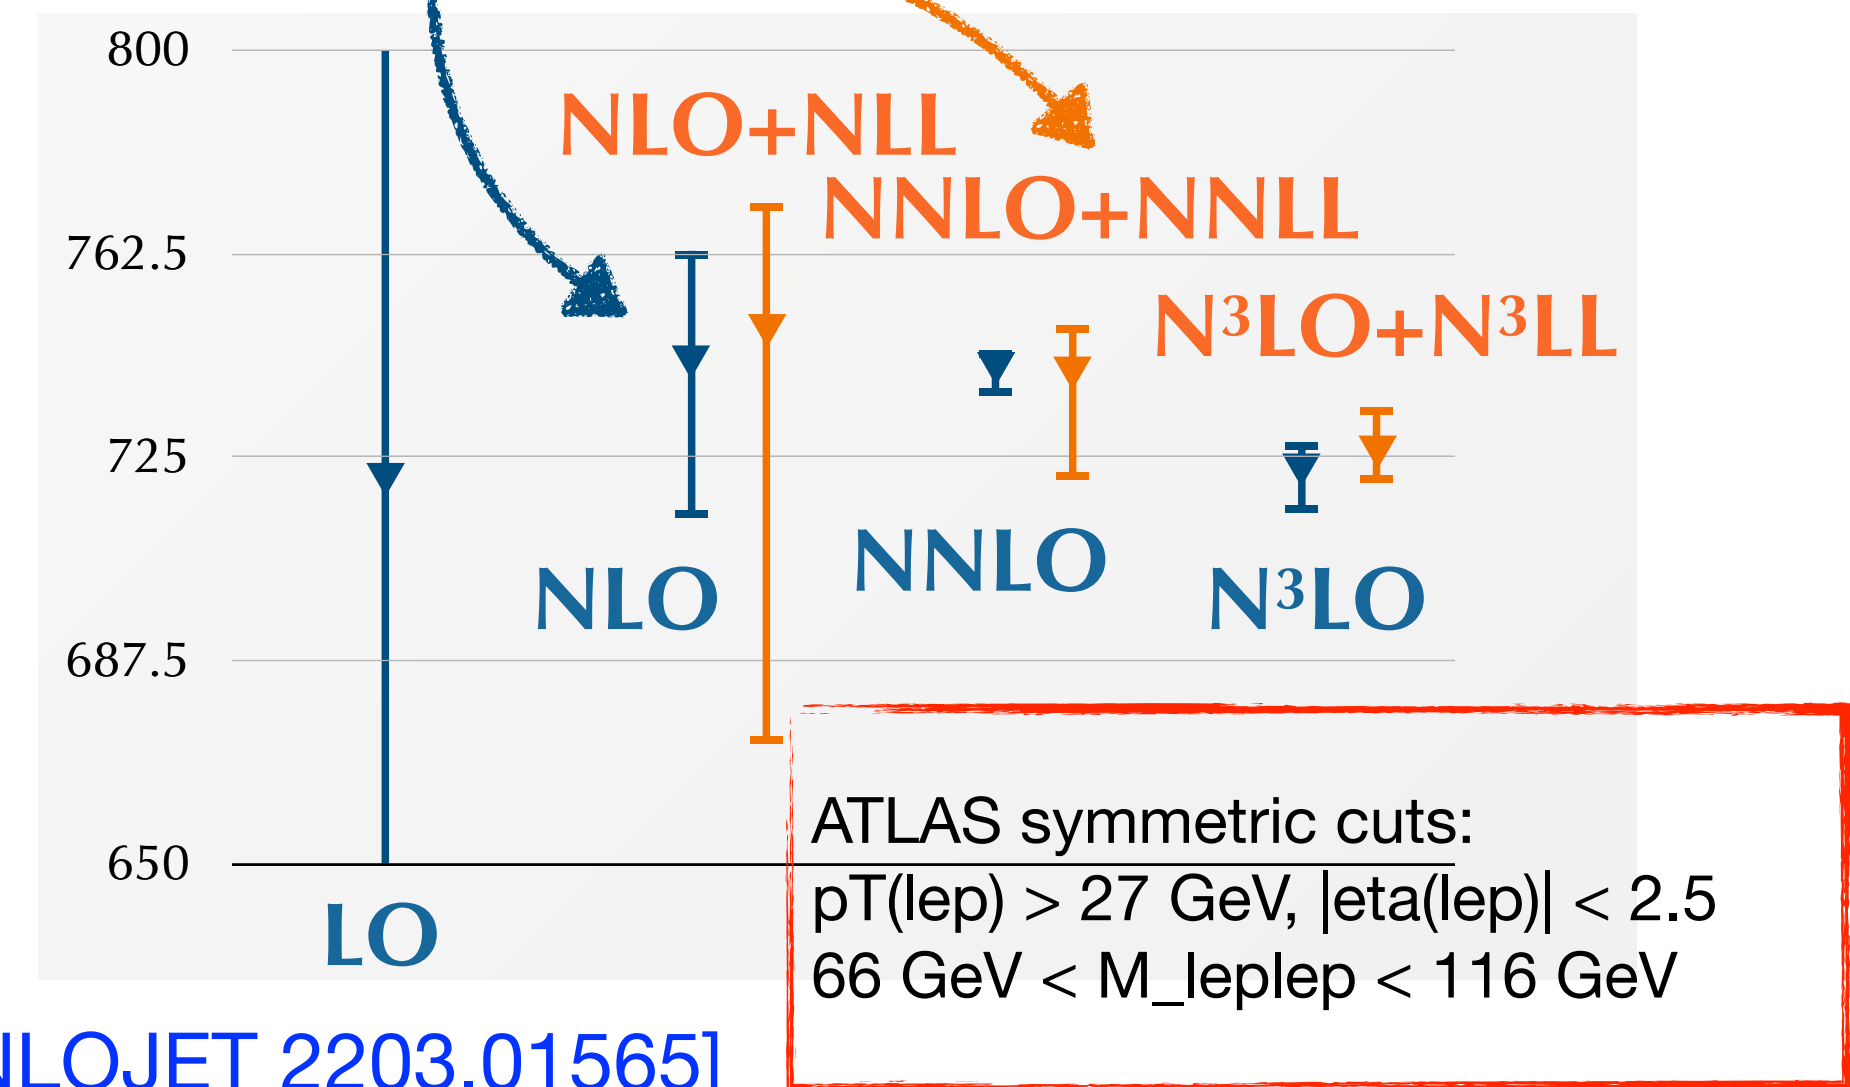 800
NLO+NLL
NNLO+NNLL
762.5
N³LO+N³LL
725
NNLO
NLO
N³LO
687.5
650
LO
ATLAS symmetric cuts:
pT(lep) > 27 GeV, |eta(lep)| < 2.5
66 GeV < M_leplep < 116 GeV
NLOJET 2203.01565]